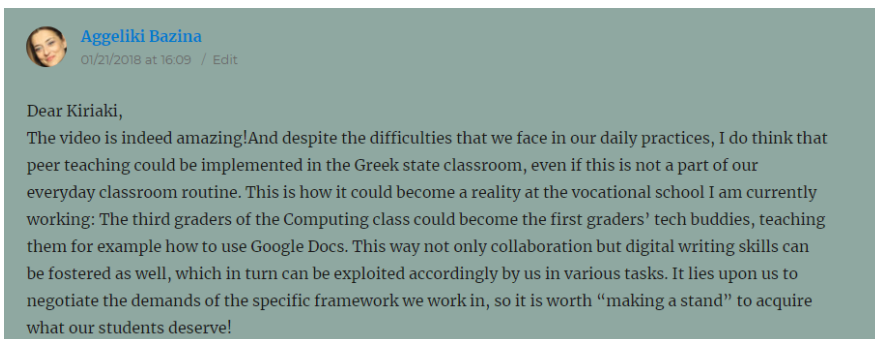 Aggeliki Bazina
01/21/2018 at 16:09 / Edit
Dear Kiriaki,
The video is indeed amazing!And despite the difficulties that we face in our daily practices, I do think that
peer teaching could be implemented in the Greek state classroom, even if this is not a part of our
everyday classroom routine. This is how it could become a reality at the vocational school I am currently
working: The third graders of the Computing class could become the first graders’ tech buddies, teaching
them for example how to use Google Docs. This way not only collaboration but digital writing skills can
be fostered as well, which in turn can be exploited accordingly by us in various tasks. It lies upon us to
negotiate the demands of the specific framework we work in, so it is worth “making a stand” to acquire
what our students deserve!